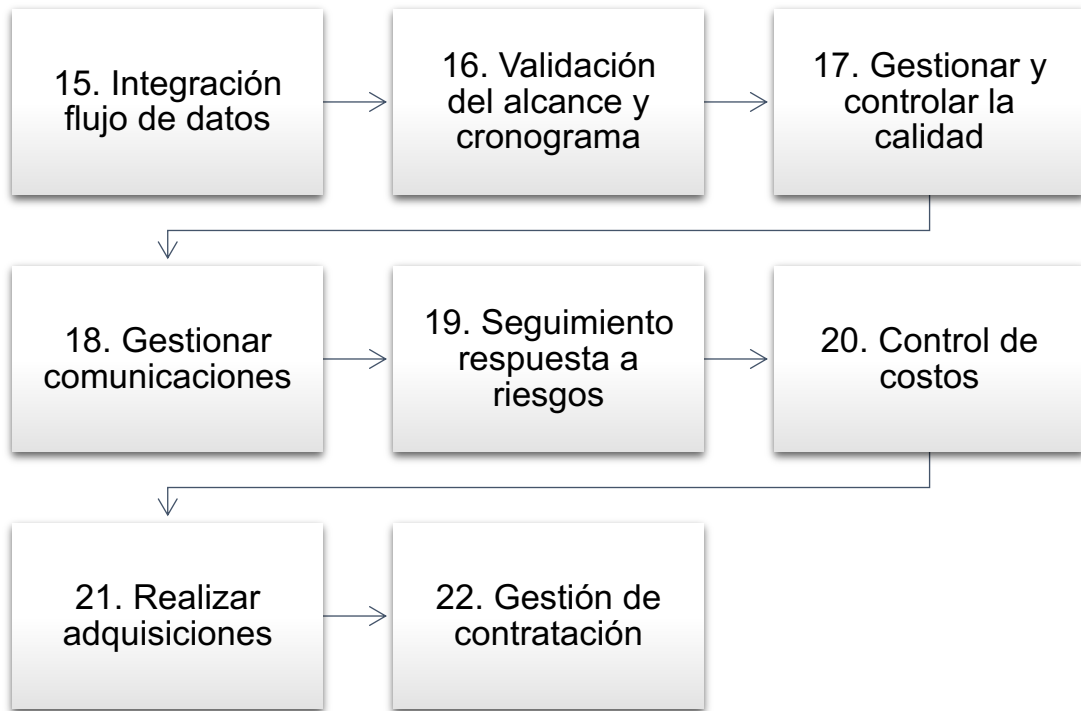 15. Integración
flujo de datos
16. Validación
del alcance y
cronograma
17. Gestionar y
controlar la
calidad
18. Gestionar
comunicaciones
19. Seguimiento
respuesta a
riesgos
20. Control de
costos
21. Realizar
adquisiciones
22. Gestión de
contratación